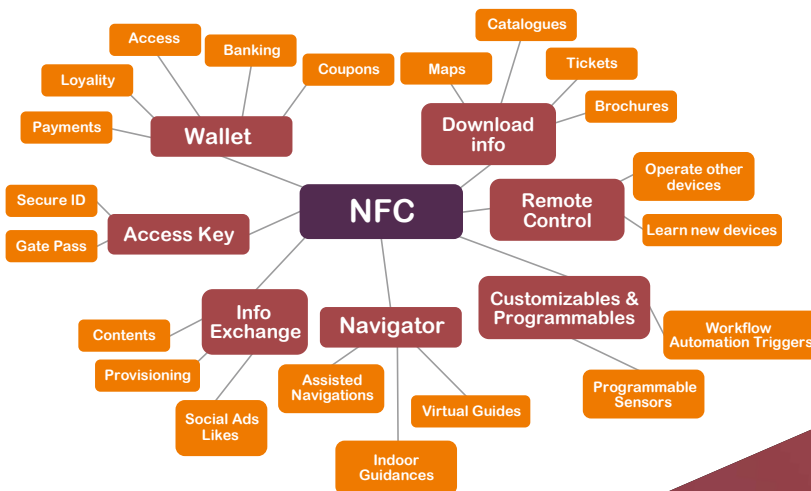 Catalogues
Access
Banking
Tickets
Coupons
Maps
Loyality
Brochures
Payments
Wallet
Download
info
Operate other
devices
Secure ID
NFC
Remote
Control
Access Key
Learn new devices
Gate Pass
Customizables &
Programmables
Info
Exchange
Navigator
Contents
Workflow
Automation Triggers
Provisioning
Assisted
Navigations
Programmable
Sensors
Social Ads
Likes
Virtual Guides
Indoor
Guidances